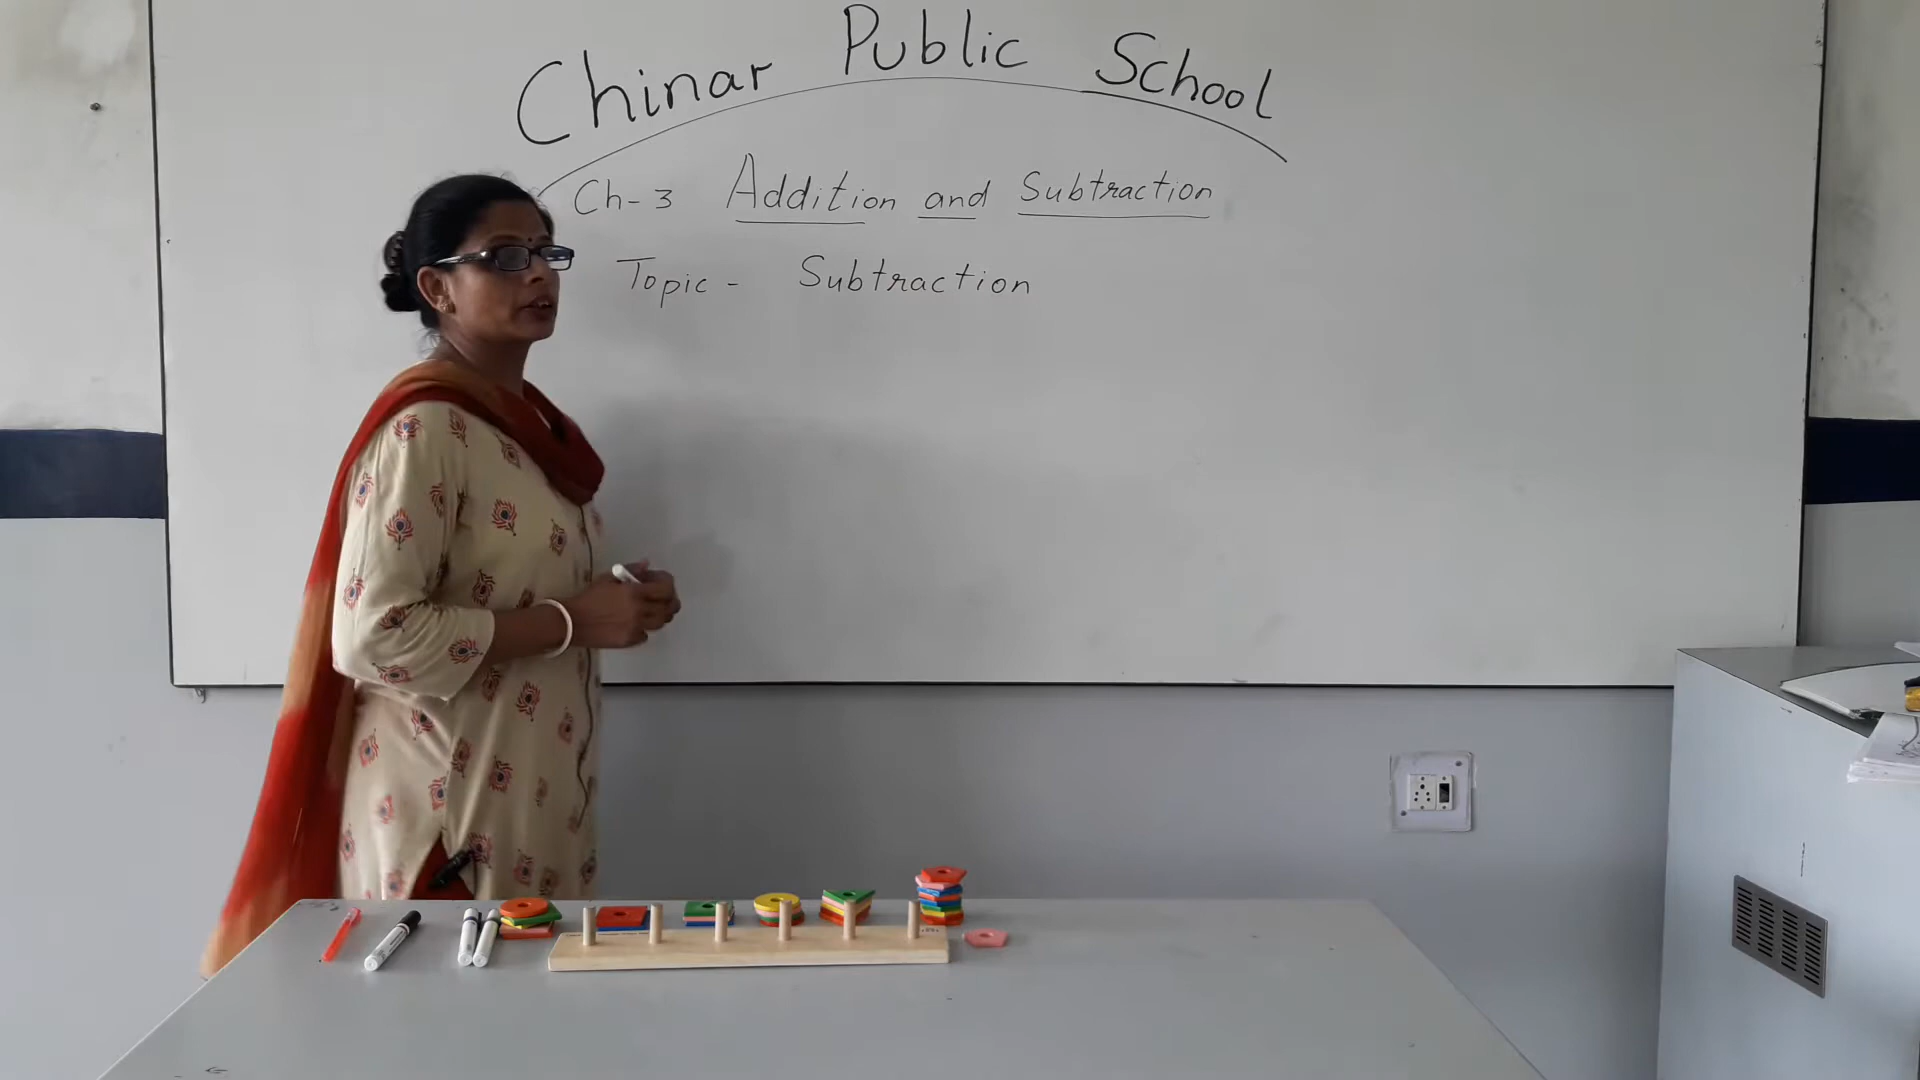 Chinar Public School
Ch-3 Addition and Subtraction
Topic - Subtraction